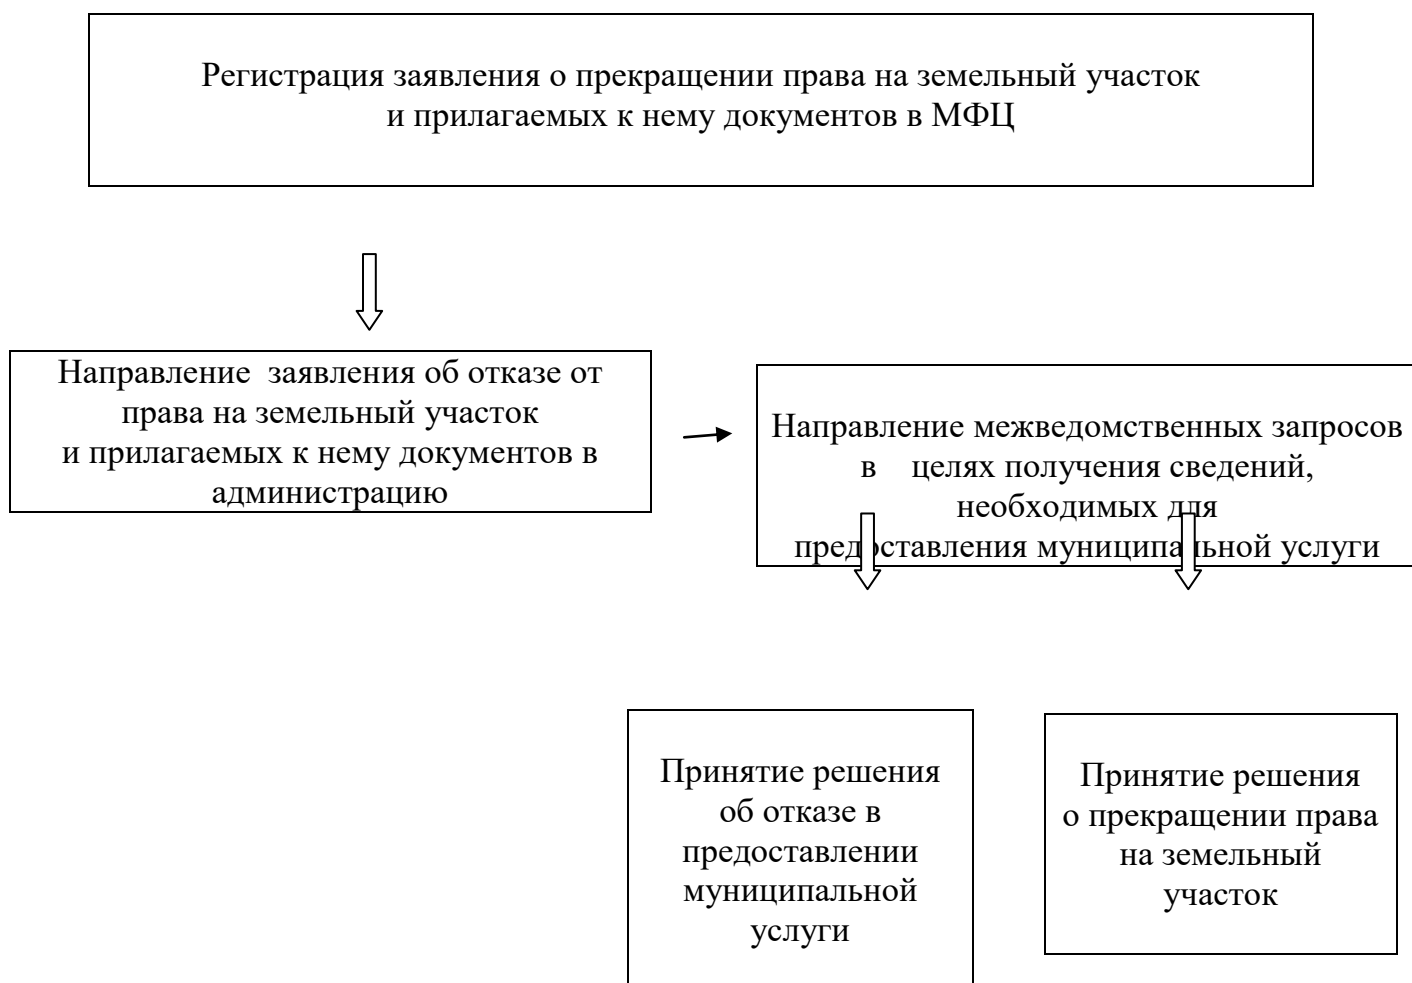 Регистрация заявления о прекращении права на земельный участок
и прилагаемых к нему документов в МФЦ
Направление заявления об отказе от
права на земельный участок
и прилагаемых к нему документов в
администрацию
Направление межведомственных запросов
в целях получения сведений,
необходимых для
предоставления муниципальной услуги
Принятие решения
об отказе в
предоставлении
муниципальной
услуги
Принятие решения
о прекращении права
на земельный
участок